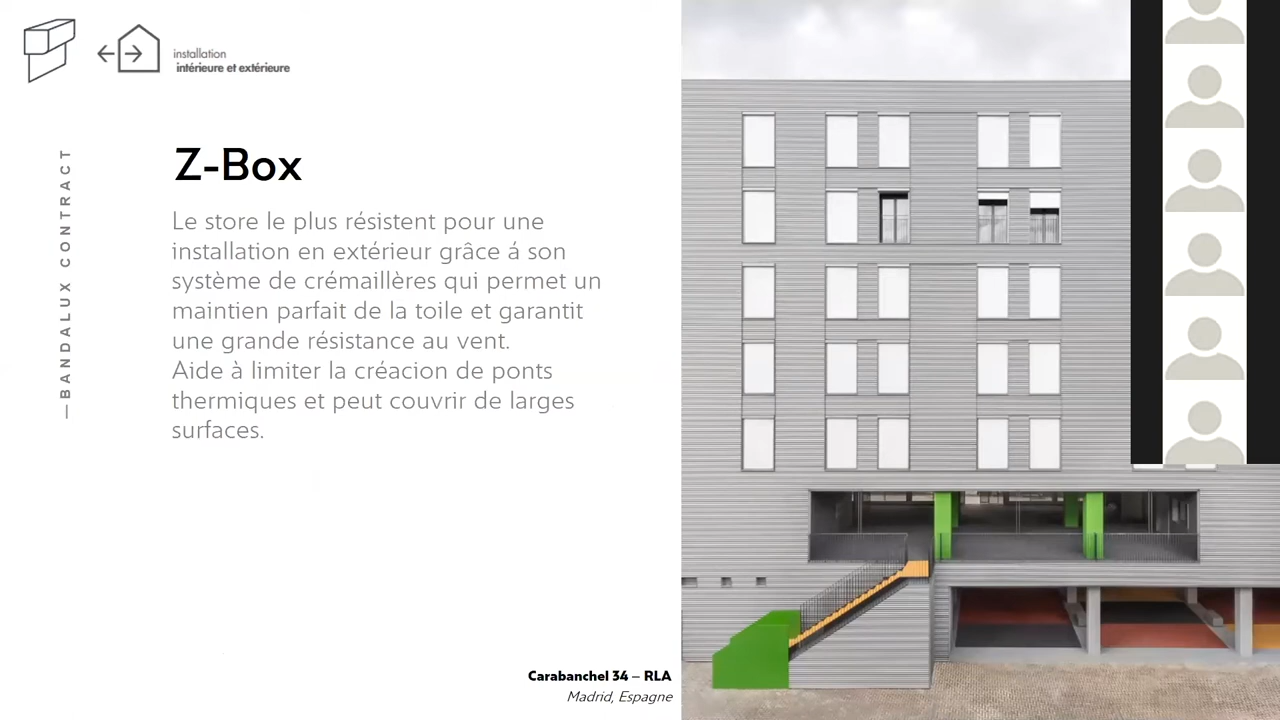 installation
intérieure et extérieure
— BANDALUX CONTRACT
Z-Box
Le store le plus résistent pour une
installation en extérieur grâce á son
système de crémaillères qui permet un
maintien parfait de la toile et garantit
une grande résistance au vent.
Aide à limiter la créacion de ponts
thermiques et peut couvrir de larges
surfaces.
Carabanchel 34 – RLA
Madrid, Espagne